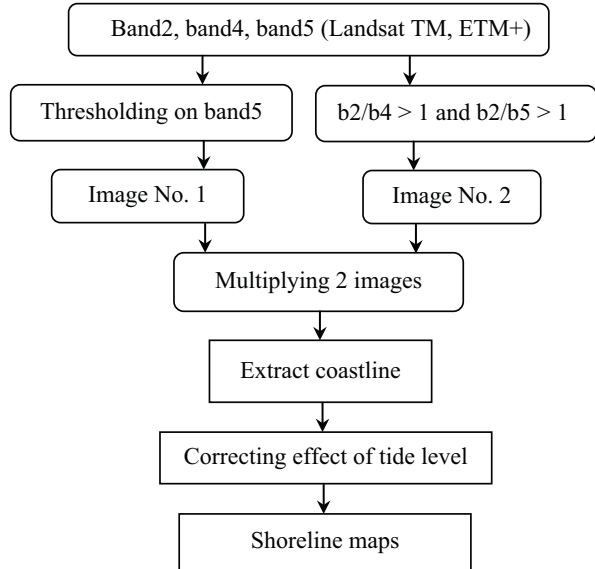 Band2, band4, band5 (Landsat TM, ETM+)
Thresholding on band5
b2/b4 > 1 and b2/b5 > 1
Image No. 1
Image No. 2
Multiplying 2 images
Extract coastline
Correcting effect of tide level
Shoreline maps